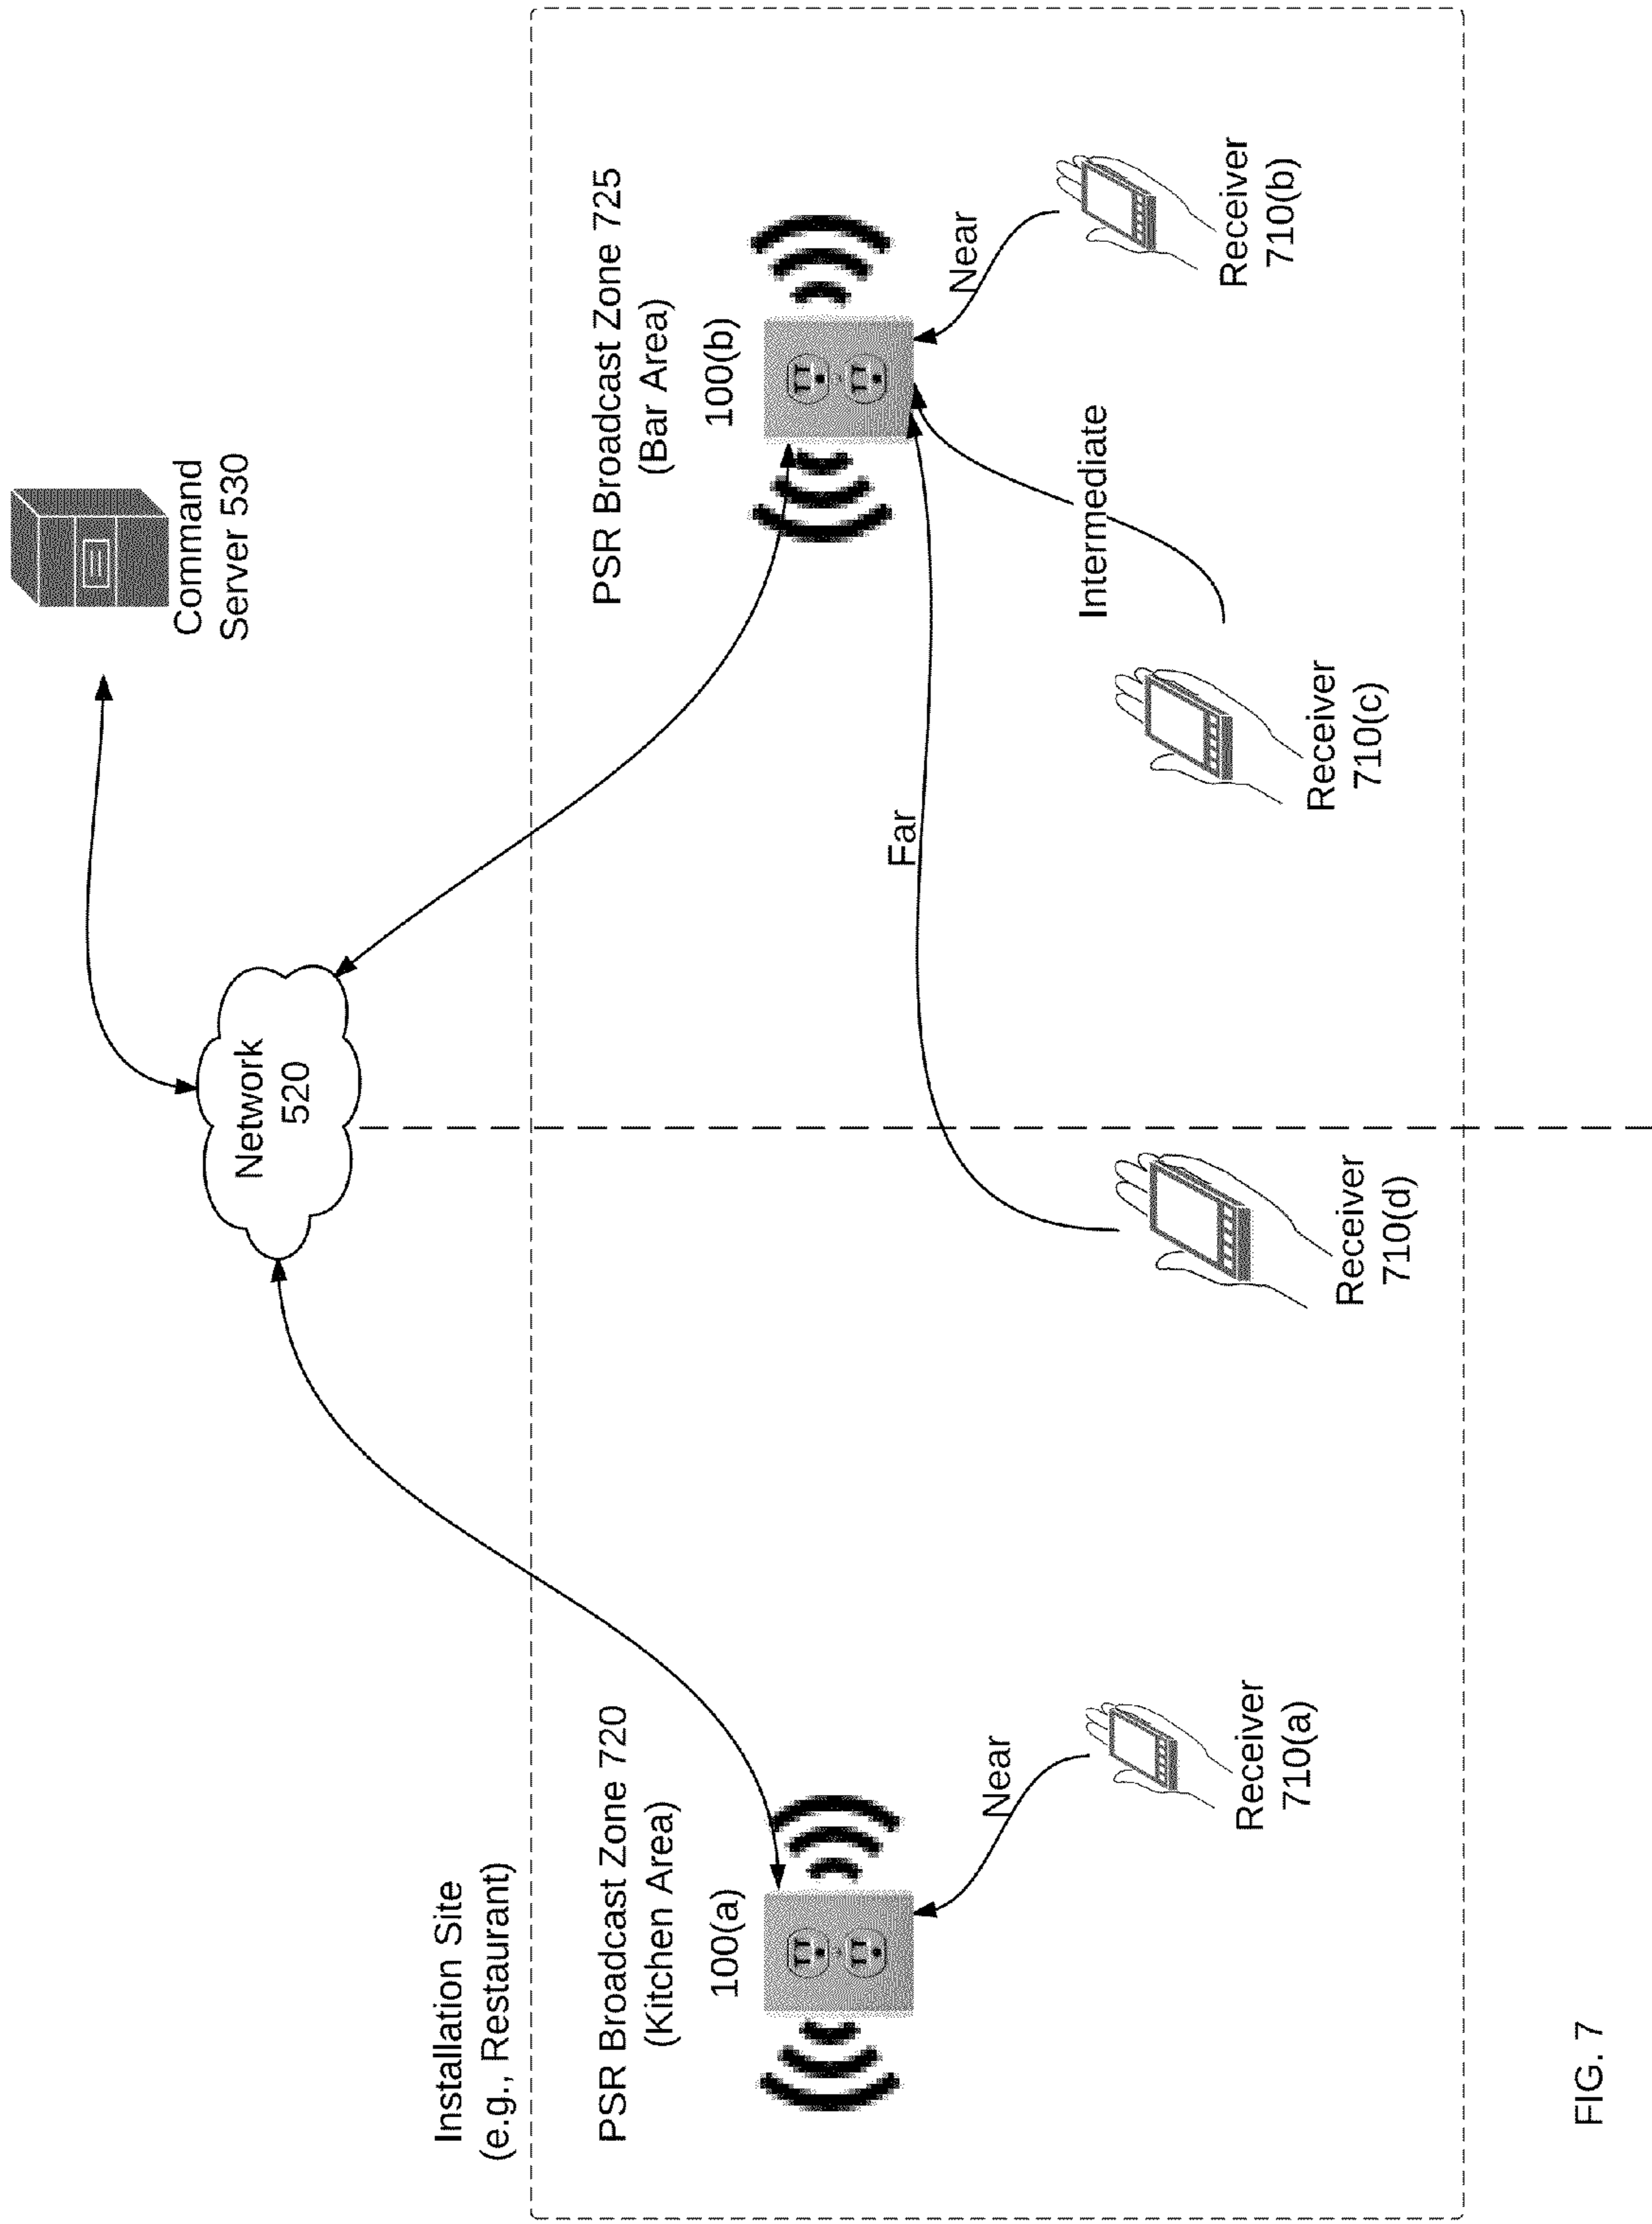 Command
Server 530
Network
520
Installation Site
(e.g., Restaurant)
PSR Broadcast Zone 720
(Kitchen Area)
100(a)
PSR Broadcast Zone 725
(Bar Area)
100(b)
Near
Far
Intermediate
Near
Receiver
710(a)
Receiver
710(d)
Receiver
710(c)
Receiver
710(b)
FIG. 7